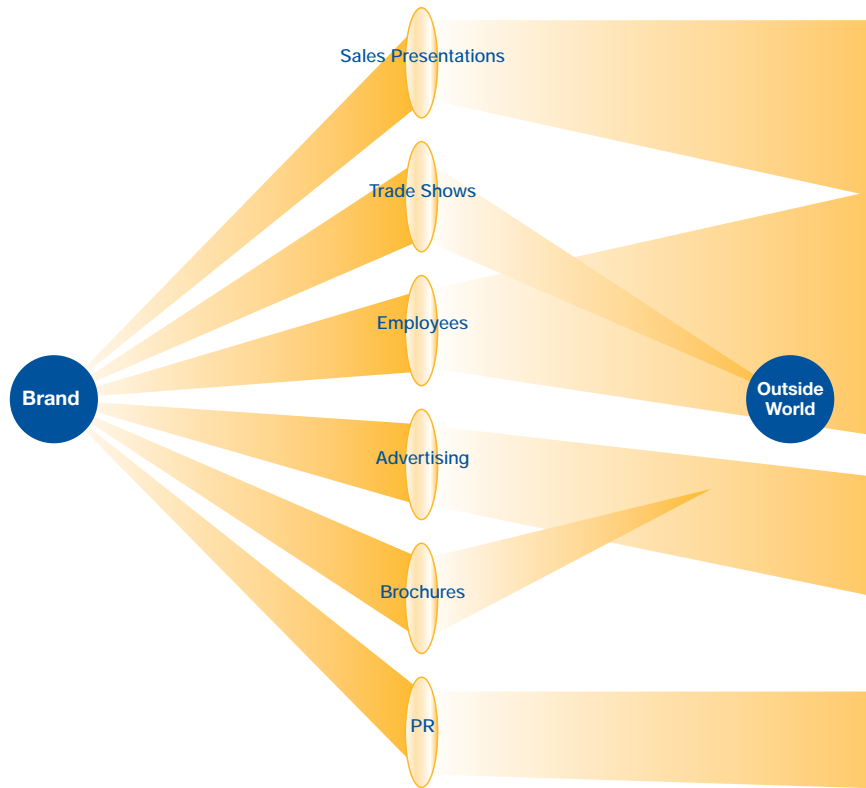 Sales Presentations
Trade Shows
Employees
Brand
Outside
World
Advertising
Brochures
PR